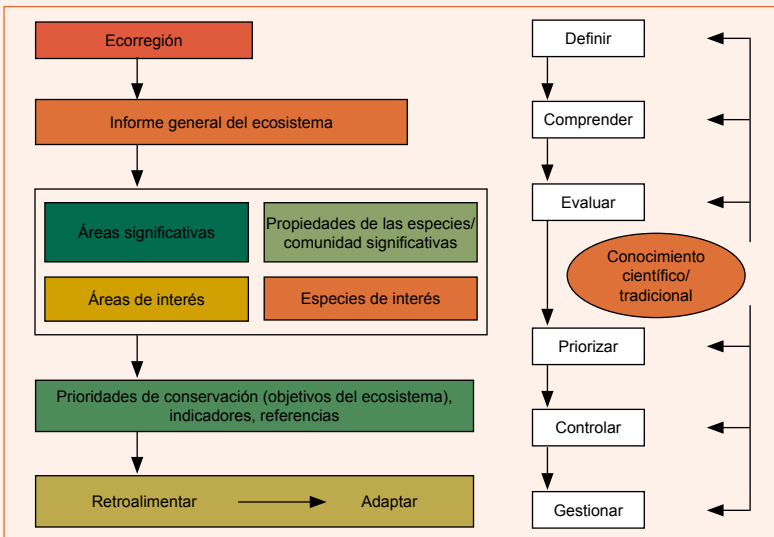 Ecorregión
Informe general del ecosistema
Áreas significativas
Propiedades de las especies/
comunidad significativas
Áreas de interés
Especies de interés
Prioridades de conservación (objetivos del ecosistema),
indicadores, referencias
Retroalimentar
Adaptar
Definir
Comprender
Evaluar
Conocimiento
científico/
tradicional
Priorizar
Controlar
Gestionar